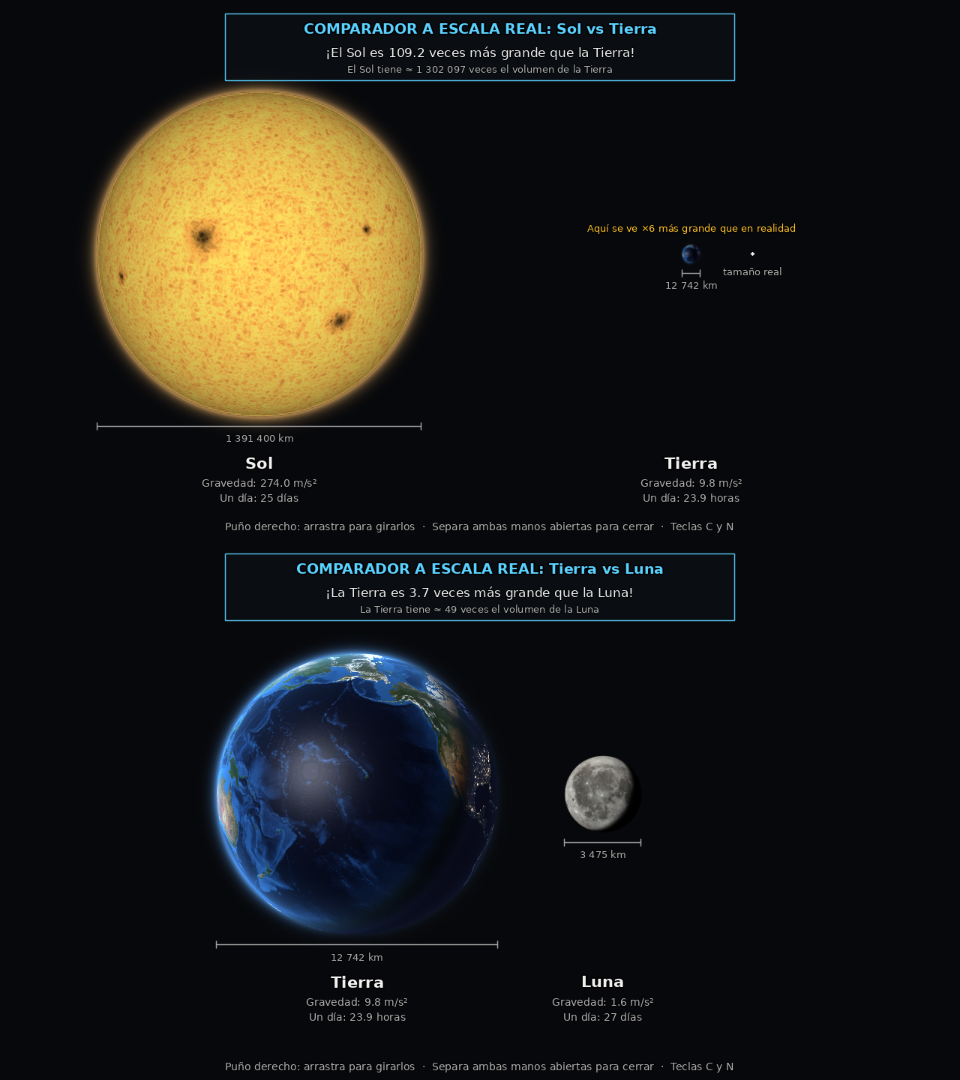 COMPARADOR A ESCALA REAL: Sol vs Tierra
¡El Sol es 109.2 veces más grande que la Tierra!
El Sol tiene ≈ 1 302 097 veces el volumen de la Tierra
Aquí se ve ×6 más grande que en realidad
tamaño real
12 742 km
1 391 400 km
Sol
Gravedad: 274.0 m/s²
Un día: 25 días
Tierra
Gravedad: 9.8 m/s²
Un día: 23.9 horas
Puño derecho: arrastra para girarlos · Separa ambas manos abiertas para cerrar · Teclas C y N
COMPARADOR A ESCALA REAL: Tierra vs Luna
¡La Tierra es 3.7 veces más grande que la Luna!
La Tierra tiene ≈ 49 veces el volumen de la Luna
3 475 km
12 742 km
Tierra
Gravedad: 9.8 m/s²
Un día: 23.9 horas
Luna
Gravedad: 1.6 m/s²
Un día: 27 días
Puño derecho: arrastra para girarlos · Separa ambas manos abiertas para cerrar · Teclas C y N